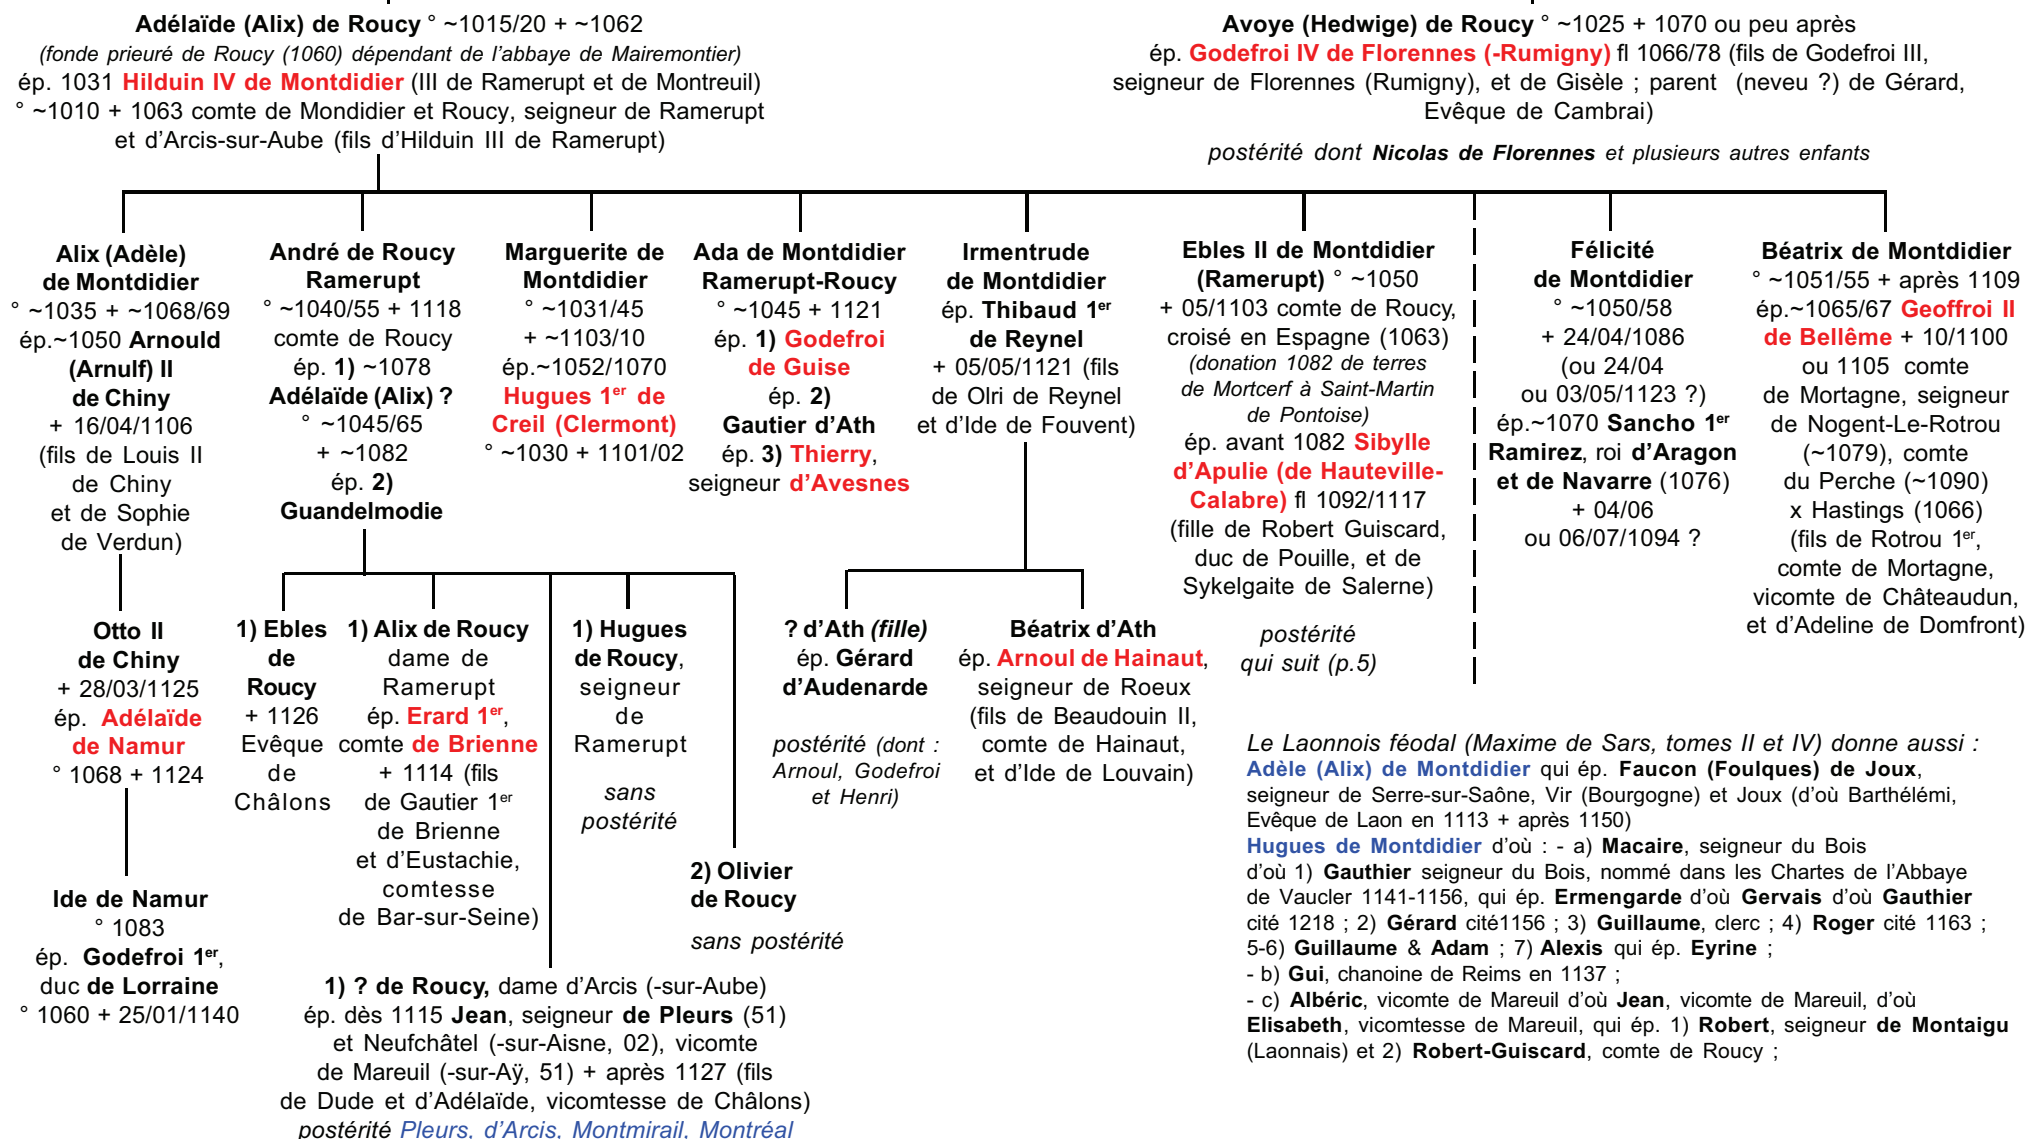 Adélaïde (Alix) de Roucy ° ~1015/20 + ~1062
(fonde prieuré de Roucy (1060) dépendant de l'abbaye de Mairemontier)
ép. 1031 Hilduin IV de Montdidier (III de Ramerupt et de Montreuil)
° ~1010 + 1063 comte de Mondidier et Roucy, seigneur de Ramerupt
et d'Arcis-sur-Aube (fils d'Hilduin III de Ramerupt)
Avoye (Hedwige) de Roucy ° ~1025 + 1070 ou peu après
ép. Godefroi IV de Florennes (-Rumigny) fl 1066/78 (fils de Godefroi III,
seigneur de Florennes (Rumigny), et de Gisèle ; parent (neveu ?) de Gérard,
Evêque de Cambrai)
postérité dont Nicolas de Florennes et plusieurs autres enfants
Alix (Adèle)
de Montdidier
° ~1035 + ~1068/69
ép.~1050 Arnould
(Arnulf) II
de Chiny
+ 16/04/1106
(fils de Louis II
de Chiny
et de Sophie
de Verdun)
André de Roucy
Ramerupt
° ~1040/55 + 1118
comte de Roucy
ép. 1) ~1078
Adélaïde (Alix) ?
° ~1045/65
+ ~1082
ép. 2)
Guandelmodie
Marguerite de
Montdidier
° ~1031/45
+ ~1103/10
ép.~1052/1070
Hugues 1er de
Creil (Clermont)
° ~1030 + 1101/02
Ada de Montdidier
Ramerupt-Roucy
° ~1045 + 1121
ép. 1) Godefroi
de Guise
ép. 2)
Gautier d'Ath
ép. 3) Thierry,
seigneur d'Avesnes
Irmentrude
de Montdidier
ép. Thibaud 1er
de Reynel
+ 05/05/1121 (fils
de Olri de Reynel
et d'Ide de Fouvent)
Ebles II de Montdidier
(Ramerupt) ° ~1050
+ 05/1103 comte de Roucy,
croisé en Espagne (1063)
(donation 1082 de terres
de Mortcerf à Saint-Martin
de Pontoise)
ép. avant 1082 Sibylle
d'Apulie (de Hauteville-
Calabre) fl 1092/1117
(fille de Robert Guiscard,
duc de Pouille, et de
Sykelgaite de Salerne)
postérité
qui suit (p.5)
Félicité
de Montdidier
° ~1050/58
+ 24/04/1086
(ou 24/04
ou 03/05/1123 ?)
ép.~1070 Sancho 1er
Ramirez, roi d'Aragon
et de Navarre (1076)
+ 04/06
ou 06/07/1094 ?
Béatrix de Montdidier
° ~1051/55 + après 1109
ép.~1065/67 Geoffroi II
de Bellême + 10/1100
ou 1105 comte
de Mortagne, seigneur
de Nogent-Le-Rotrou
(~1079), comte
du Perche (~1090)
x Hastings (1066)
(fils de Rotrou 1er,
comte de Mortagne,
vicomte de Châteaudun,
et d'Adeline de Domfront)
Otto II
de Chiny
+ 28/03/1125
ép. Adélaïde
de Namur
° 1068 + 1124
1) Ebles
de
Roucy
+ 1126
Evêque
de
Châlons
1) Alix de Roucy
dame de
Ramerupt
ép. Erard 1er,
comte de Brienne
+ 1114 (fils
de Gautier 1er
de Brienne
et d'Eustachie,
comtesse
de Bar-sur-Seine)
1) Hugues
de Roucy,
seigneur
de
Ramerupt
sans
postérité
2) Olivier
de Roucy
sans postérité
? d'Ath (fille)
ép. Gérard
d'Audenarde
postérité (dont :
Arnoul, Godefroi
et Henri)
Béatrix d'Ath
ép. Arnoul de Hainaut,
seigneur de Roeux
(fils de Beaudouin II,
comte de Hainaut,
et d'Ide de Louvain)
Ide de Namur
° 1083
ép. Godefroi 1er,
duc de Lorraine
° 1060 + 25/01/1140
1) ? de Roucy, dame d'Arcis (-sur-Aube)
ép. dès 1115 Jean, seigneur de Pleurs (51)
et Neufchâtel (-sur-Aisne, 02), vicomte
de Mareuil (-sur-Aÿ, 51) + après 1127 (fils
de Dude et d'Adélaïde, vicomtesse de Châlons)
postérité Pleurs, d'Arcis, Montmirail, Montréal
Le Laonnois féodal (Maxime de Sars, tomes II et IV) donne aussi :
Adèle (Alix) de Montdidier qui ép. Faucon (Foulques) de Joux,
seigneur de Serre-sur-Saône, Vir (Bourgogne) et Joux (d'où Barthélémi,
Evêque de Laon en 1113 + après 1150)
Hugues de Montdidier d'où : - a) Macaire, seigneur du Bois
d'où 1) Gauthier seigneur du Bois, nommé dans les Chartes de l'Abbaye
de Vaucler 1141-1156, qui ép. Ermengarde d'où Gervais d'où Gauthier
cité 1218 ; 2) Gérard cité1156 ; 3) Guillaume, clerc ; 4) Roger cité 1163 ;
5-6) Guillaume & Adam ; 7) Alexis qui ép. Eyrine ;
- b) Gui, chanoine de Reims en 1137 ;
- c) Albéric, vicomte de Mareuil d'où Jean, vicomte de Mareuil, d'où
Elisabeth, vicomtesse de Mareuil, qui ép. 1) Robert, seigneur de Montaigu
(Laonnais) et 2) Robert-Guiscard, comte de Roucy ;